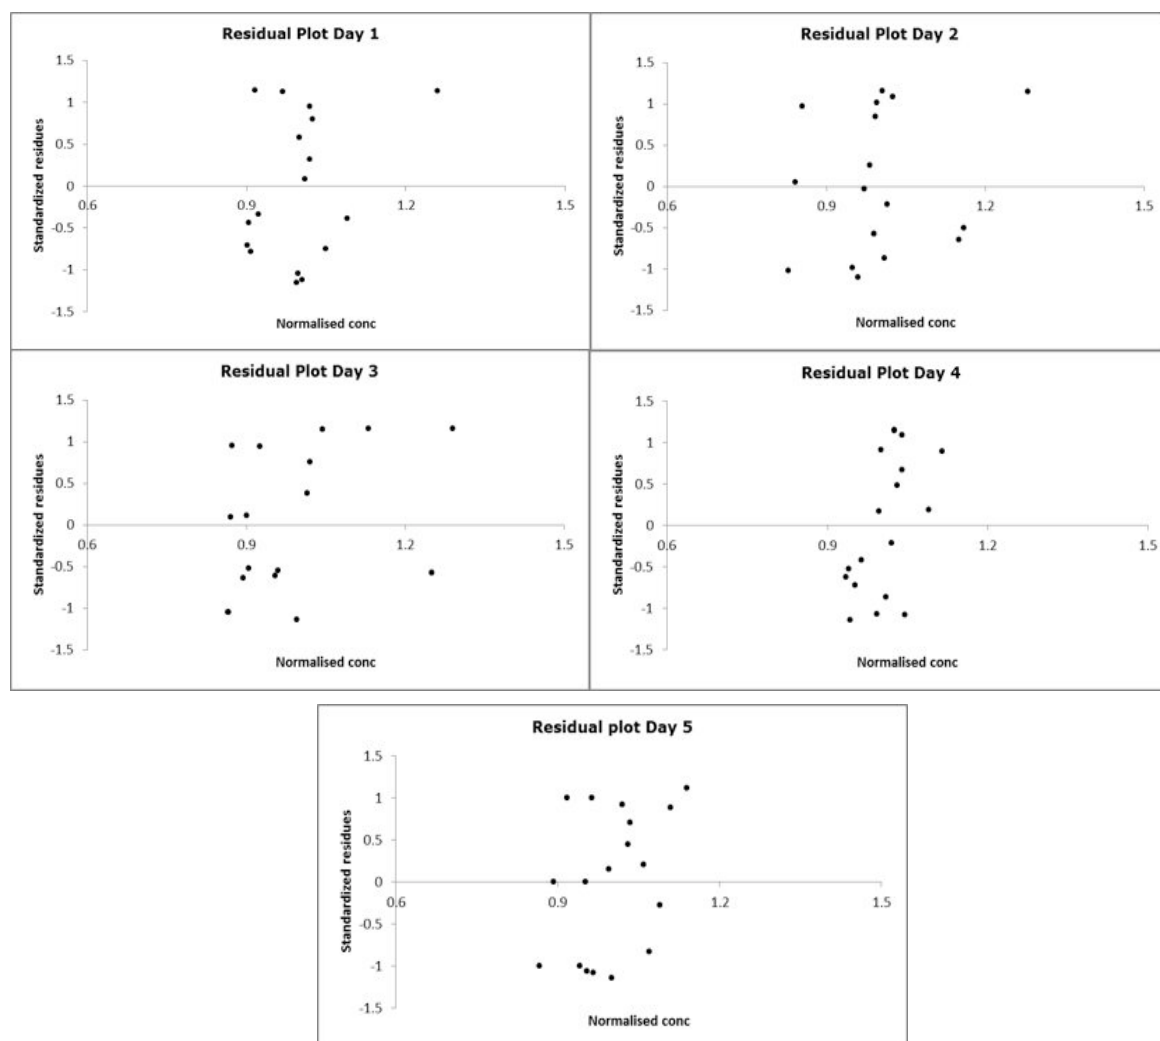 Residual Plot Day 1
1.5
1
0.5
0
-0.5
-1
-1.5
0.6 0.9 1.2 1.5
Standardized residues
Normalised conc
Residual Plot Day 2
1.5
1
0.5
0
-0.5
-1
-1.5
0.6 0.9 1.2 1.5
Standardized residues
Normalised conc
Residual Plot Day 3
1.5
1
0.5
0
-0.5
-1
-1.5
0.6 0.9 1.2 1.5
Standardized residues
Normalised conc
Residual Plot Day 4
1.5
1
0.5
0
-0.5
-1
-1.5
0.6 0.9 1.2 1.5
Standardized residues
Normalised conc
Residual plot Day 5
1.5
1
0.5
0
-0.5
-1
-1.5
0.6 0.9 1.2 1.5
Standardized residues
Normalised conc